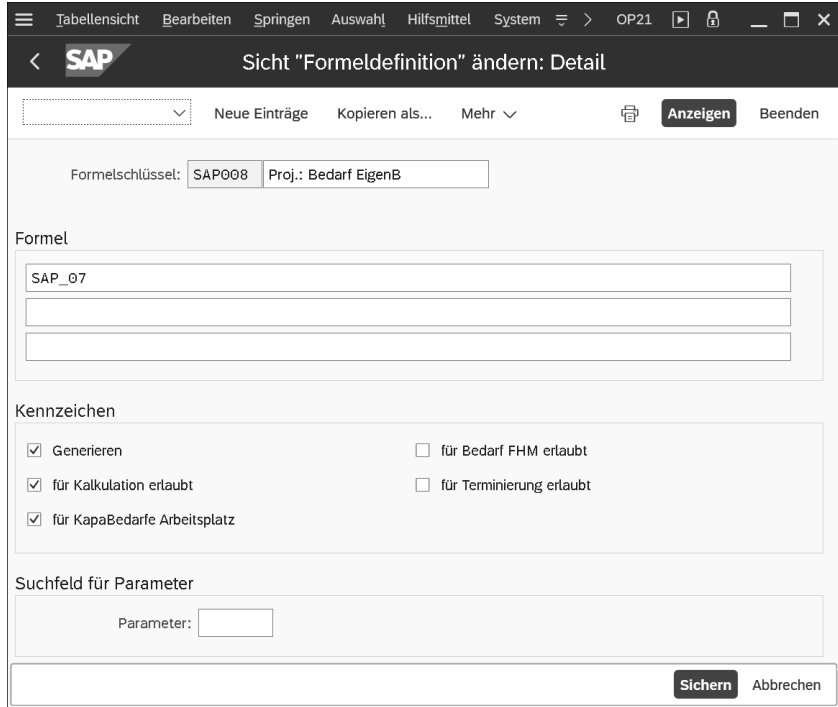 Tabellensicht Bearbeiten Springen Auswahl Hilfsmittel System OP21
SAP Sicht "Formeldefinition" ändern: Detail
Neue Einträge Kopieren als... Mehr Anzeigen Beenden
Formelschlüssel: SAP008 Proj.: Bedarf EigenB
Formel
SAP_07
Kennzeichen
Generieren für Bedarf FHM erlaubt
für Kalkulation erlaubt für Terminierung erlaubt
für KapaBedarfe Arbeitsplatz
Suchfeld für Parameter
Parameter:
Sichern Abbrechen